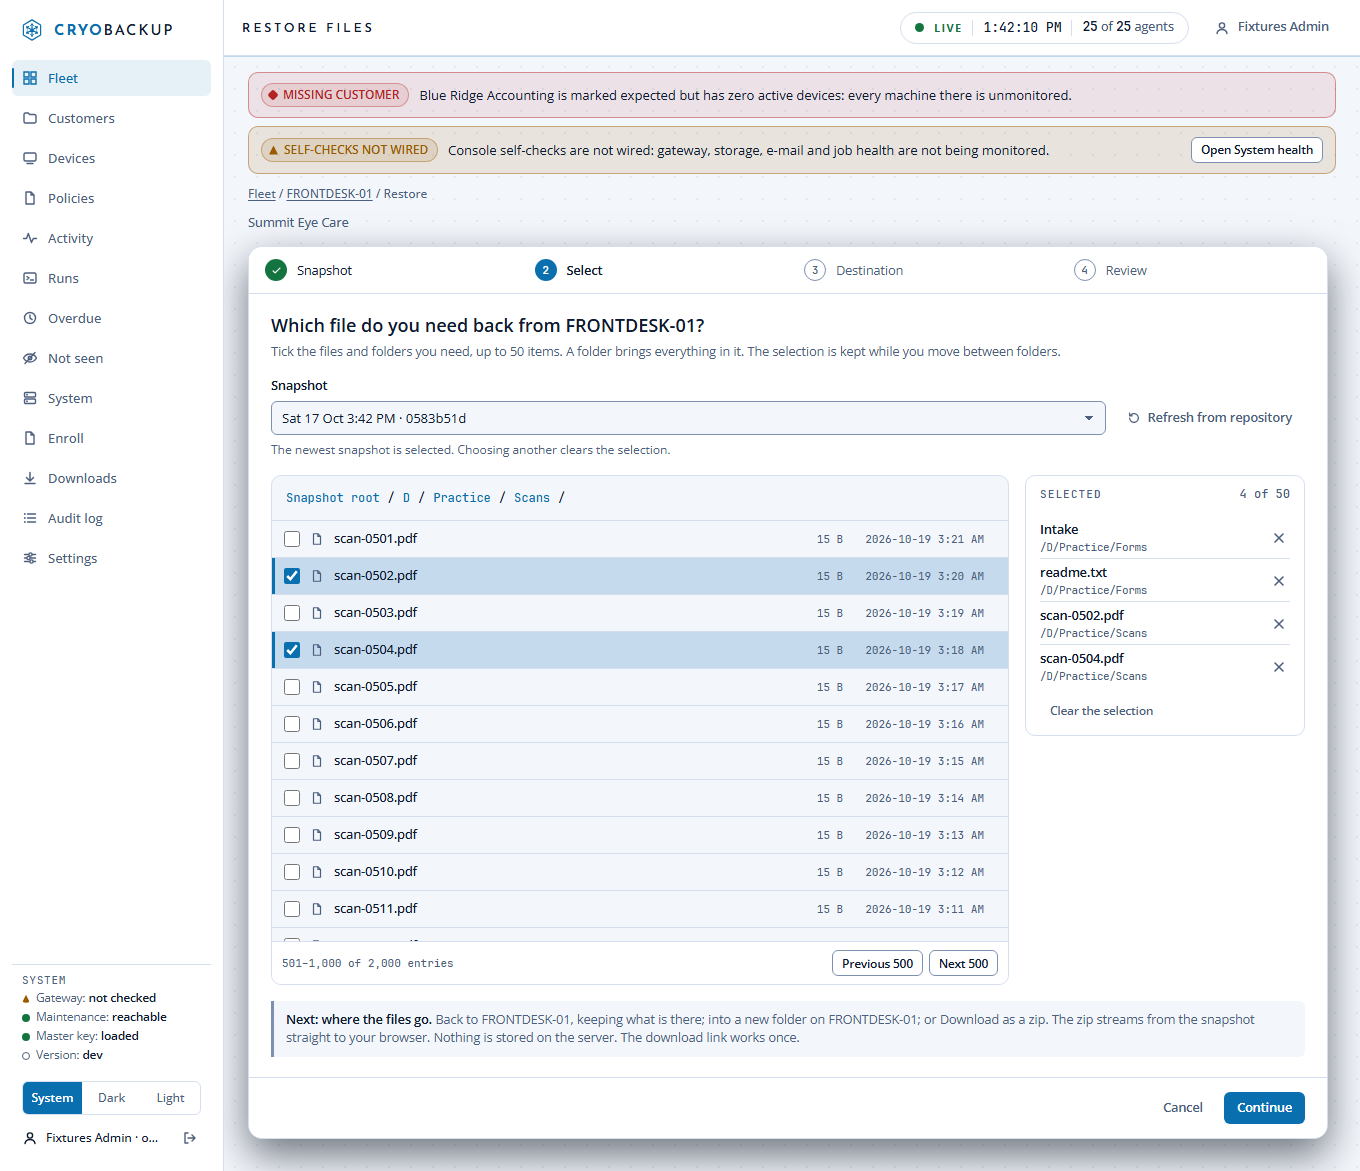 CRYOBACKUP
RESTORE FILES
LIVE 1:42:10 PM 25 of 25 agents
Fixtures Admin
Fleet
Customers
Devices
Policies
Activity
Runs
Overdue
Not seen
System
Enroll
Downloads
Audit log
Settings
SYSTEM
Gateway: not checked
Maintenance: reachable
Master key: loaded
Version: dev
System Dark Light
Fixtures Admin · o...
MISSING CUSTOMER Blue Ridge Accounting is marked expected but has zero active devices: every machine there is unmonitored.
SELF-CHECKS NOT WIRED Console self-checks are not wired: gateway, storage, e-mail and job health are not being monitored. Open System health
Fleet / FRONTDESK-01 / Restore
Summit Eye Care
Snapshot 2 Select 3 Destination 4 Review
Which file do you need back from FRONTDESK-01?
Tick the files and folders you need, up to 50 items. A folder brings everything in it. The selection is kept while you move between folders.
Snapshot
Sat 17 Oct 3:42 PM · 0583b51d
Refresh from repository
The newest snapshot is selected. Choosing another clears the selection.
Snapshot root / D / Practice / Scans /
scan-0501.pdf 15 B 2026-10-19 3:21 AM
scan-0502.pdf 15 B 2026-10-19 3:20 AM
scan-0503.pdf 15 B 2026-10-19 3:19 AM
scan-0504.pdf 15 B 2026-10-19 3:18 AM
scan-0505.pdf 15 B 2026-10-19 3:17 AM
scan-0506.pdf 15 B 2026-10-19 3:16 AM
scan-0507.pdf 15 B 2026-10-19 3:15 AM
scan-0508.pdf 15 B 2026-10-19 3:14 AM
scan-0509.pdf 15 B 2026-10-19 3:13 AM
scan-0510.pdf 15 B 2026-10-19 3:12 AM
scan-0511.pdf 15 B 2026-10-19 3:11 AM
501–1,000 of 2,000 entries
Previous 500 Next 500
SELECTED 4 of 50
Intake
/D/Practice/Forms
readme.txt
/D/Practice/Forms
scan-0502.pdf
/D/Practice/Scans
scan-0504.pdf
/D/Practice/Scans
Clear the selection
Next: where the files go. Back to FRONTDESK-01, keeping what is there; into a new folder on FRONTDESK-01; or Download as a zip. The zip streams from the snapshot
straight to your browser. Nothing is stored on the server. The download link works once.
Cancel Continue